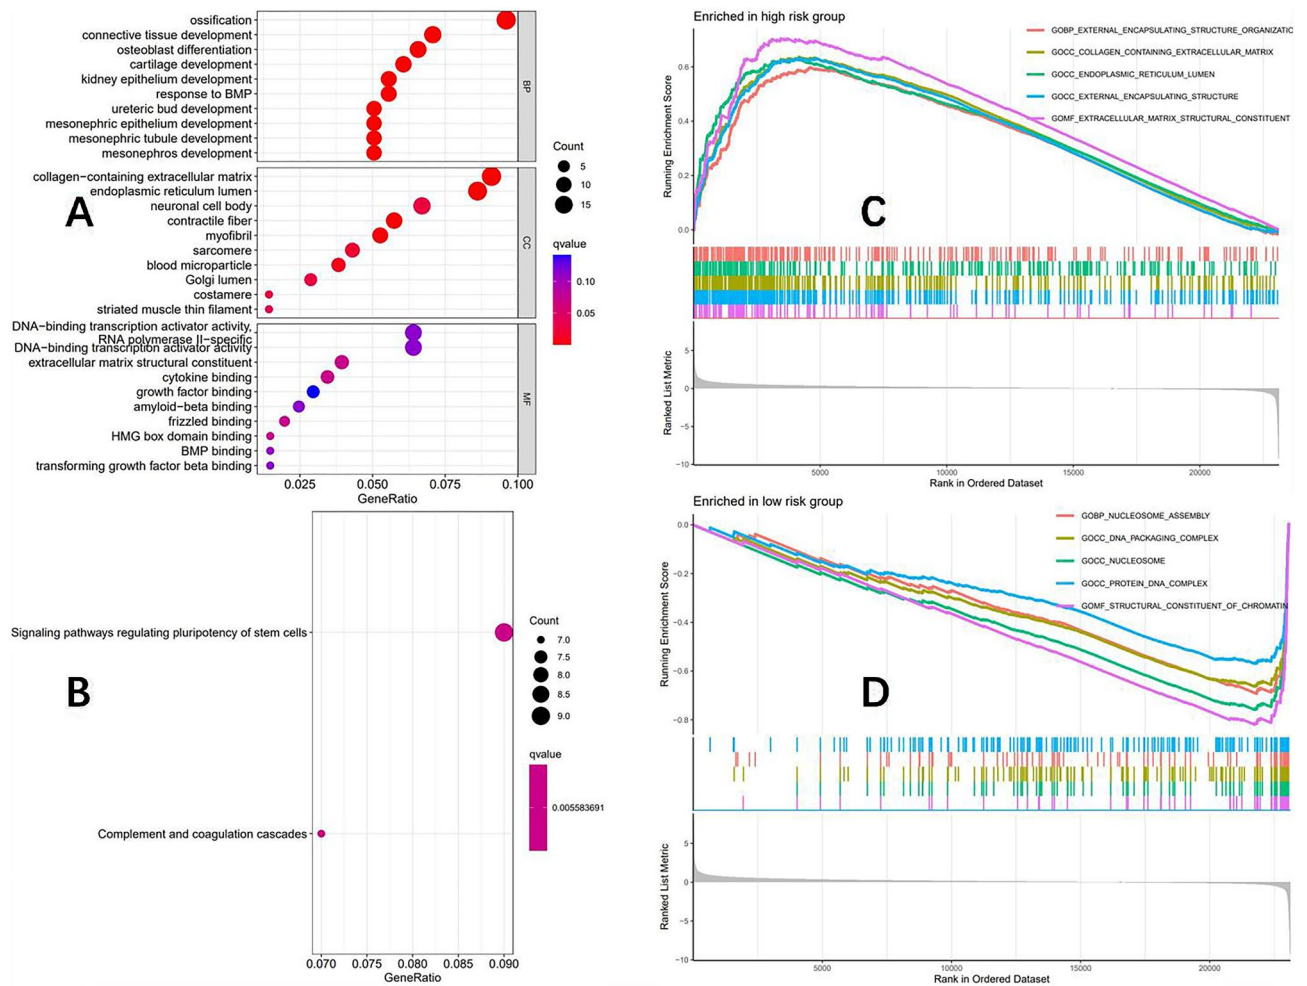 ossification
connective tissue development
osteoblast differentiation
cartilage development
kidney epithelium development
response to BMP
ureteric bud development
mesonephric epithelium development
mesonephric tubule development
mesonephros development
BP
collagen−containing extracellular matrix
endoplasmic reticulum lumen
neuronal cell body
contractile fiber
myofibril
sarcomere
blood microparticle
Golgi lumen
costamere
striated muscle thin filament
CC
DNA−binding transcription activator activity,
RNA polymerase II−specific
DNA−binding transcription activator activity
extracellular matrix structural constituent
cytokine binding
growth factor binding
amyloid−beta binding
frizzled binding
HMG box domain binding
BMP binding
transforming growth factor beta binding
MF
0.025 0.050 0.075 0.100
GeneRatio
A
Count
5
10
15
qvalue
0.10
0.05
Signaling pathways regulating pluripotency of stem cells
Complement and coagulation cascades
0.070 0.075 0.080 0.085 0.090
GeneRatio
B
Count
7.0
7.5
8.0
8.5
9.0
qvalue
0.005583691
Enriched in high risk group
GOBP_EXTERNAL_ENCAPSULATING_STRUCTURE_ORGANIZATIC
GOCC_COLLAGEN_CONTAINING_EXTRACELLULAR_MATRIX
GOCC_ENDOPLASMIC_RETICULUM_LUMEN
GOCC_EXTERNAL_ENCAPSULATING_STRUCTURE
GOMF_EXTRACELLULAR_MATRIX_STRUCTURAL_CONSTITUENT
Running Enrichment Score
0.6
0.4
0.2
0.0
C
Ranked List Metric
5
0
−5
−10
5000 10000 15000 20000
Rank in Ordered Dataset
Enriched in low risk group
GOBP_NUCLEOSOME_ASSEMBLY
GOCC_DNA_PACKAGING_COMPLEX
GOCC_NUCLEOSOME
GOCC_PROTEIN_DNA_COMPLEX
GOMF_STRUCTURAL_CONSTITUENT_OF_CHROMATIN
Running Enrichment Score
0.0
−0.2
−0.4
−0.6
−0.8
D
Ranked List Metric
5
0
−5
−10
5000 10000 15000 20000
Rank in Ordered Dataset